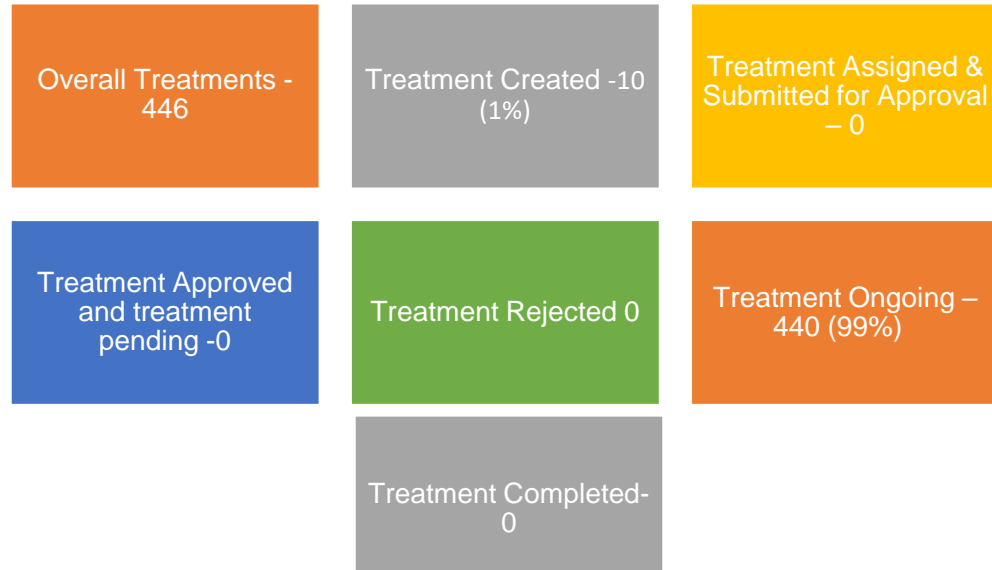 Overall Treatments -
446
Treatment Created -10
(1%)
Treatment Assigned &
Submitted for Approval
– 0
Treatment Approved
and treatment
pending -0
Treatment Rejected 0
Treatment Ongoing –
440 (99%)
Treatment Completed-
0